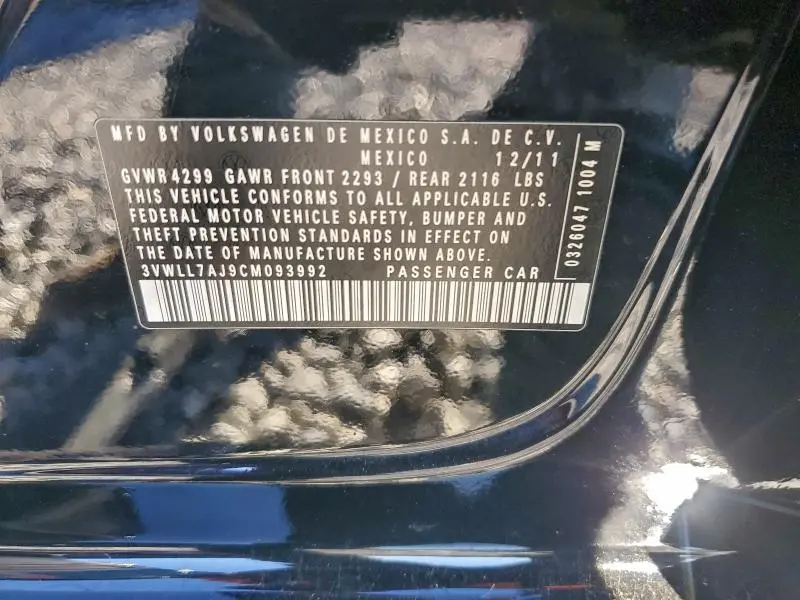 MFD BY VOLKSWAGEN DE MEXICO S.A. DE C.V.
MEXICO 12/11
GVWR 4299 GAWR FRONT 2293 / REAR 2116 LBS
THIS VEHICLE CONFORMS TO ALL APPLICABLE U.S.
FEDERAL MOTOR VEHICLE SAFETY, BUMPER AND
THEFT PREVENTION STANDARDS IN EFFECT ON
THE DATE OF MANUFACTURE SHOWN ABOVE.
3VWLL7AJ9CM093992 PASSENGER CAR
0326047 1004 M